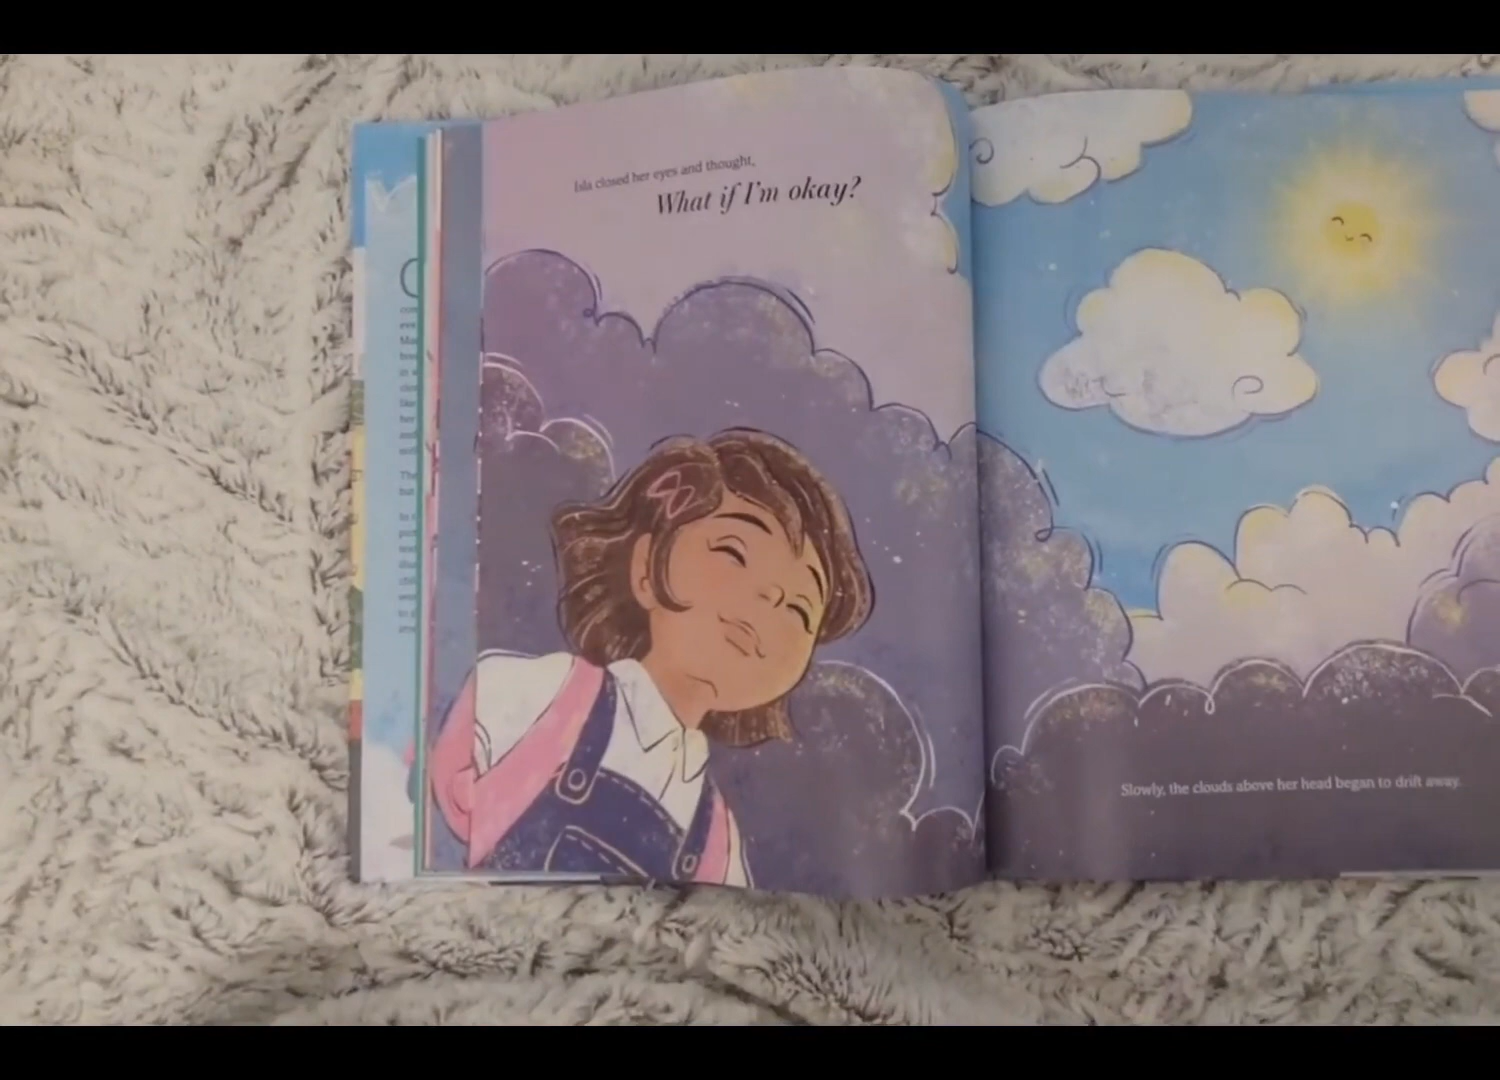 Isla closed her eyes and thought,
What if I'm okay?
Slowly, the clouds above her head began to drift away.